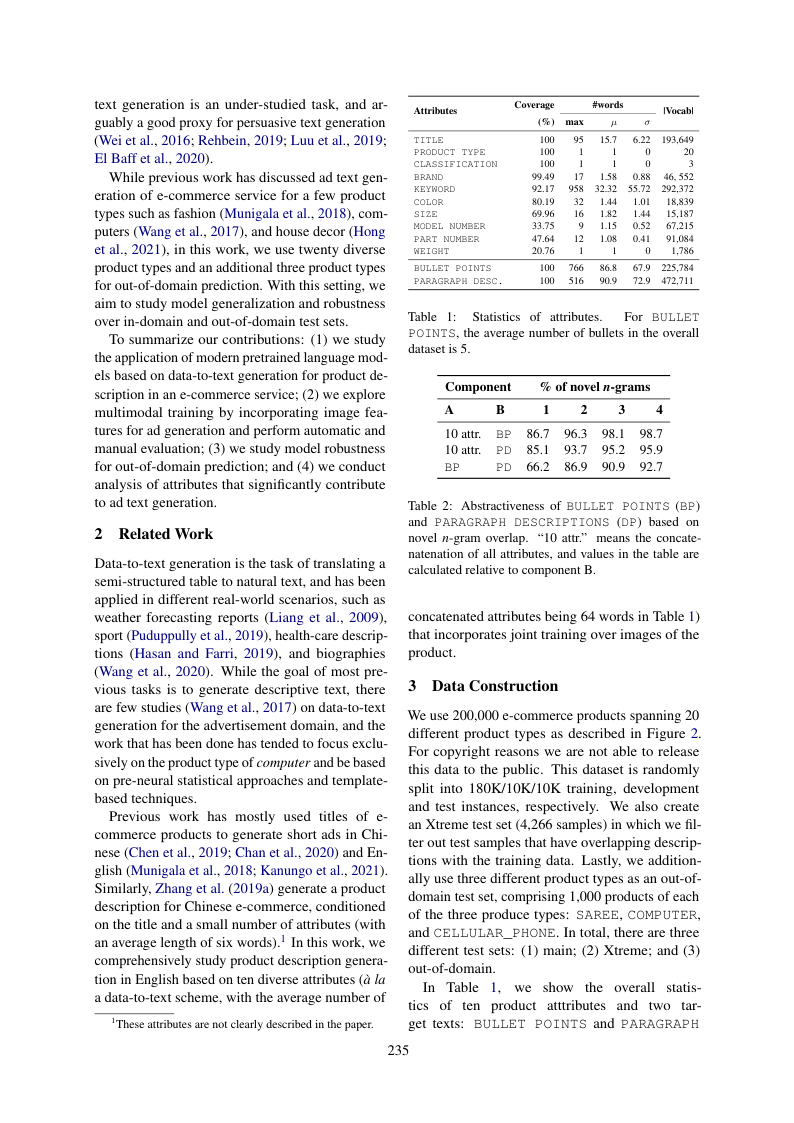 text generation is an under-studied task, and ar-
guably a good proxy for persuasive text generation
(Wei et al., 2016; Rehbein, 2019; Luu et al., 2019;
El Baff et al., 2020).
While previous work has discussed ad text gen-
eration of e-commerce service for a few product
types such as fashion (Munigala et al., 2018), com-
puters (Wang et al., 2017), and house decor (Hong
et al., 2021), in this work, we use twenty diverse
product types and an additional three product types
for out-of-domain prediction. With this setting, we
aim to study model generalization and robustness
over in-domain and out-of-domain test sets.
To summarize our contributions: (1) we study
the application of modern pretrained language mod-
els based on data-to-text generation for product de-
scription in an e-commerce service; (2) we explore
multimodal training by incorporating image fea-
tures for ad generation and perform automatic and
manual evaluation; (3) we study model robustness
for out-of-domain prediction; and (4) we conduct
analysis of attributes that significantly contribute
to ad text generation.
2 Related Work
Data-to-text generation is the task of translating a
semi-structured table to natural text, and has been
applied in different real-world scenarios, such as
weather forecasting reports (Liang et al., 2009),
sport (Puduppully et al., 2019), health-care descrip-
tions (Hasan and Farri, 2019), and biographies
(Wang et al., 2020). While the goal of most pre-
vious tasks is to generate descriptive text, there
are few studies (Wang et al., 2017) on data-to-text
generation for the advertisement domain, and the
work that has been done has tended to focus exclu-
sively on the product type of computer and be based
on pre-neural statistical approaches and template-
based techniques.
Previous work has mostly used titles of e-
commerce products to generate short ads in Chi-
nese (Chen et al., 2019; Chan et al., 2020) and En-
glish (Munigala et al., 2018; Kanungo et al., 2021).
Similarly, Zhang et al. (2019a) generate a product
description for Chinese e-commerce, conditioned
on the title and a small number of attributes (with
an average length of six words).1 In this work, we
comprehensively study product description genera-
tion in English based on ten diverse attributes (à la
a data-to-text scheme, with the average number of
1These attributes are not clearly described in the paper.
Attributes Coverage #words |Vocab|
(%) max μ σ
TITLE 100 95 15.7 6.22 193,649
PRODUCT TYPE 100 1 1 0 20
CLASSIFICATION 100 1 1 0 3
BRAND 99.49 17 1.58 0.88 46, 552
KEYWORD 92.17 958 32.32 55.72 292,372
COLOR 80.19 32 1.44 1.01 18,839
SIZE 69.96 16 1.82 1.44 15,187
MODEL NUMBER 33.75 9 1.15 0.52 67,215
PART NUMBER 47.64 12 1.08 0.41 91,084
WEIGHT 20.76 1 1 0 1,786
BULLET POINTS 100 766 86.8 67.9 225,784
PARAGRAPH DESC. 100 516 90.9 72.9 472,711
Table 1: Statistics of attributes. For BULLET
POINTS, the average number of bullets in the overall
dataset is 5.
Component % of novel n-grams
A B 1 2 3 4
10 attr. BP 86.7 96.3 98.1 98.7
10 attr. PD 85.1 93.7 95.2 95.9
BP PD 66.2 86.9 90.9 92.7
Table 2: Abstractiveness of BULLET POINTS (BP)
and PARAGRAPH DESCRIPTIONS (DP) based on
novel n-gram overlap. “10 attr.” means the concate-
natenation of all attributes, and values in the table are
calculated relative to component B.
concatenated attributes being 64 words in Table 1)
that incorporates joint training over images of the
product.
3 Data Construction
We use 200,000 e-commerce products spanning 20
different product types as described in Figure 2.
For copyright reasons we are not able to release
this data to the public. This dataset is randomly
split into 180K/10K/10K training, development
and test instances, respectively. We also create
an Xtreme test set (4,266 samples) in which we fil-
ter out test samples that have overlapping descrip-
tions with the training data. Lastly, we addition-
ally use three different product types as an out-of-
domain test set, comprising 1,000 products of each
of the three produce types: SAREE, COMPUTER,
and CELLULAR_PHONE. In total, there are three
different test sets: (1) main; (2) Xtreme; and (3)
out-of-domain.
In Table 1, we show the overall statis-
tics of ten product atttributes and two tar-
get texts: BULLET POINTS and PARAGRAPH
235